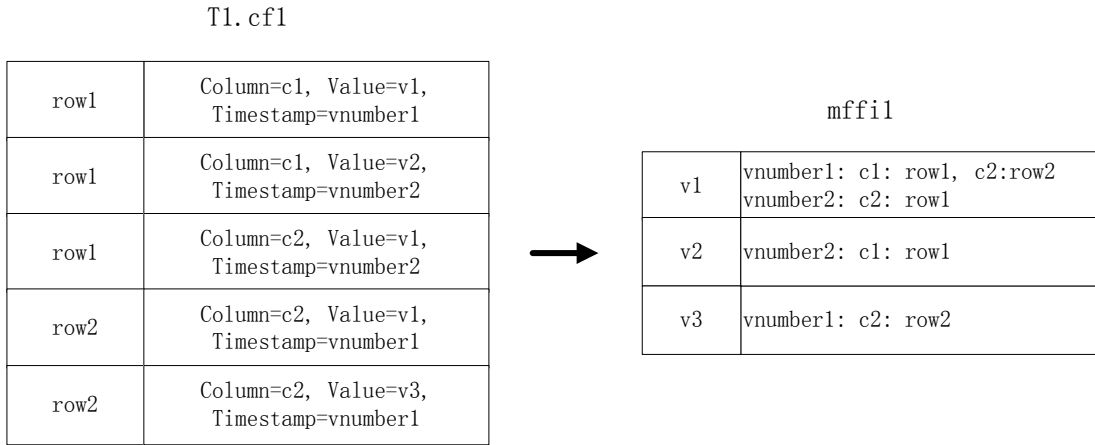 T1.cf1
row1
Column=c1, Value=v1,
Timestamp=vnumber1
row1
Column=c1, Value=v2,
Timestamp=vnumber2
row1
Column=c2, Value=v1,
Timestamp=vnumber2
row2
Column=c2, Value=v1,
Timestamp=vnumber1
row2
Column=c2, Value=v3,
Timestamp=vnumber1
mffi1
v1
vnumber1: c1: row1, c2:row2
vnumber2: c2: row1
v2
vnumber2: c1: row1
v3
vnumber1: c2: row2